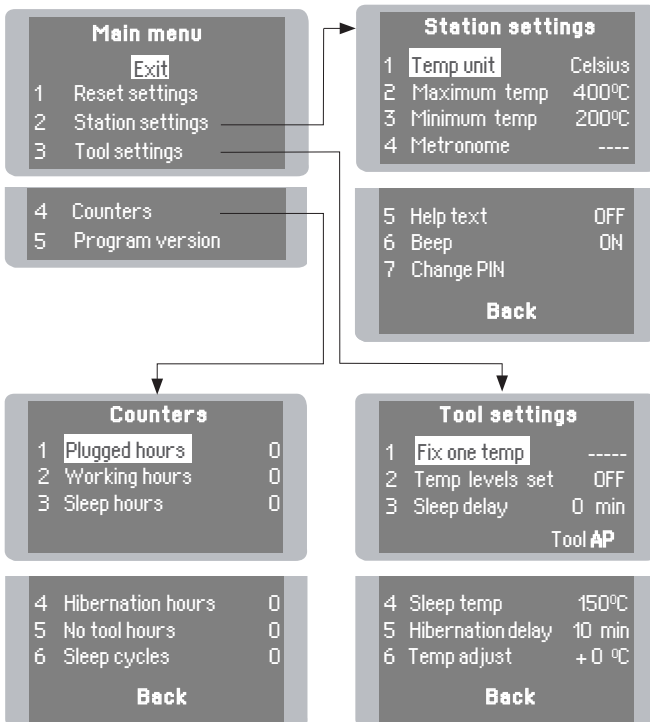 Main menu
Exit
1 Reset settings
2 Station settings
3 Tool settings
4 Counters
5 Program version
Station settings
1 Temp unit Celsius
2 Maximum temp 400ºC
3 Minimum temp 200ºC
4 Metronome ----
5 Help text OFF
6 Beep ON
7 Change PIN
Back
Counters
1 Plugged hours 0
2 Working hours 0
3 Sleep hours 0
4 Hibernation hours 0
5 No tool hours 0
6 Sleep cycles 0
Back
Tool settings
1 Fix one temp -----
2 Temp levels set OFF
3 Sleep delay 0 min
Tool AP
4 Sleep temp 150ºC
5 Hibernation delay 10 min
6 Temp adjust +0 ºC
Back